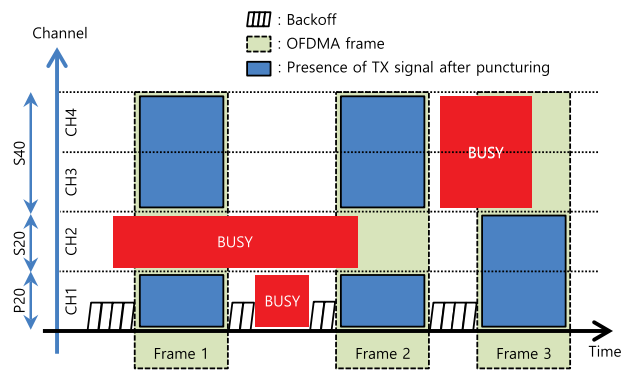 : Backoff
Channel
: OFDMA frame
: Presence of TX signal after puncturing
S40
CH4
CH3
BUSY
S20
CH2
BUSY
P20
CH1
BUSY
Frame 1
Frame 2
Frame 3
Time